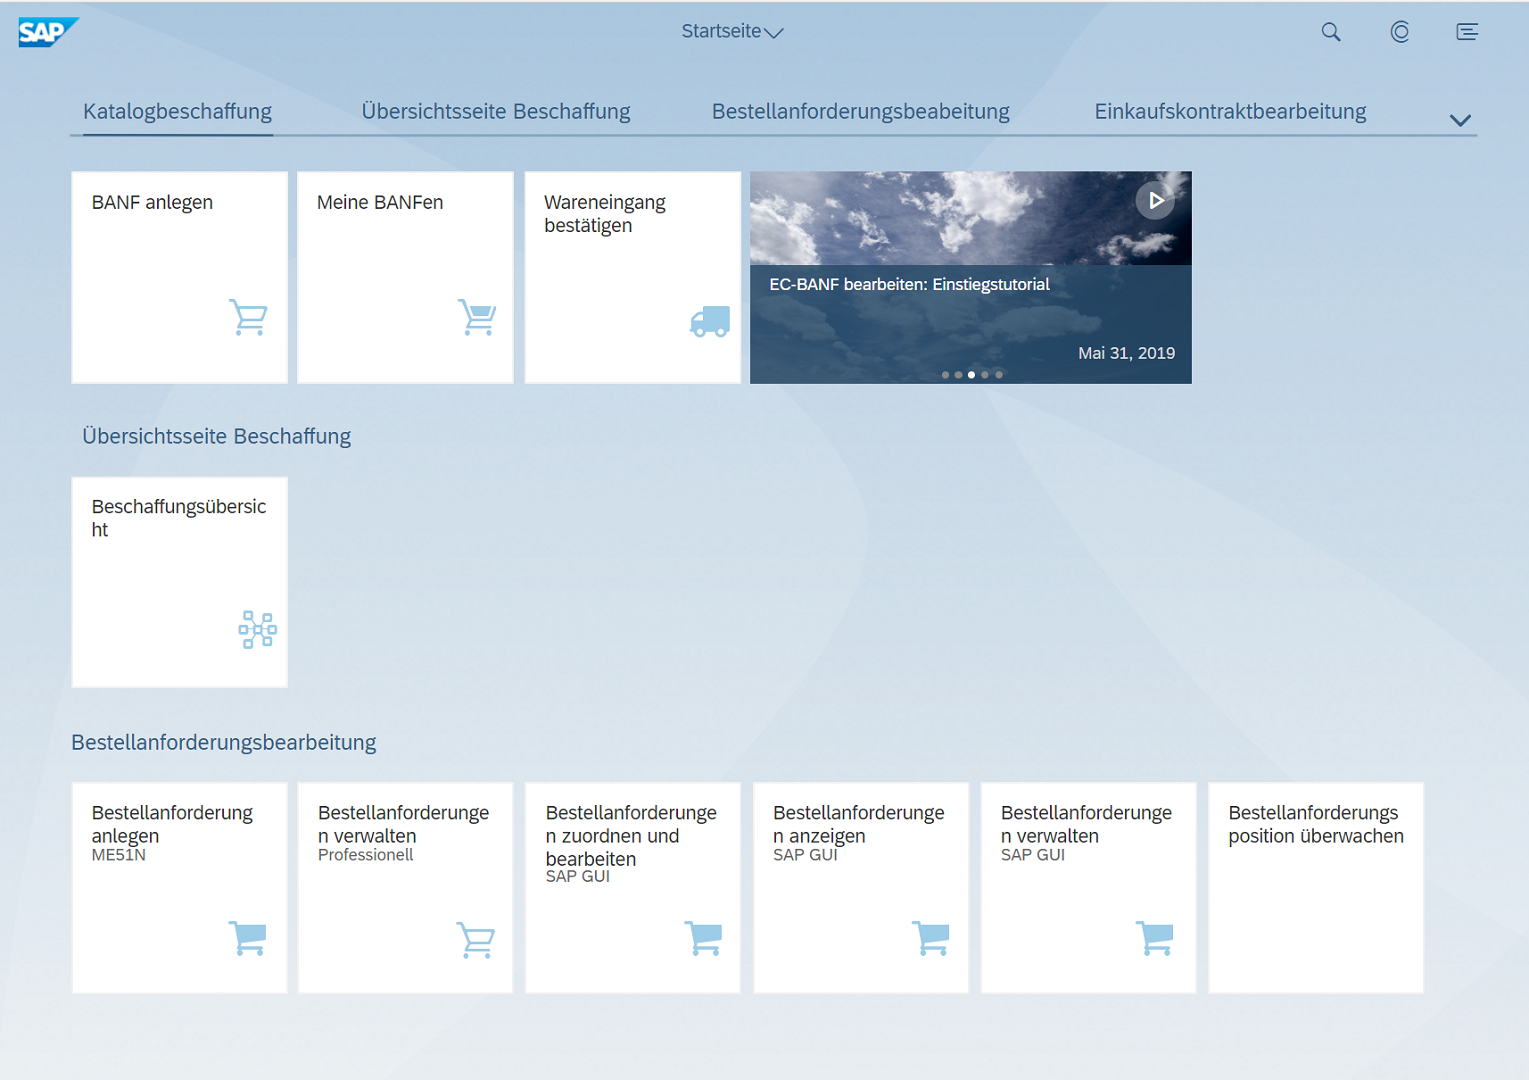 SAP
Startseite
Katalogbeschaffung
Übersichtsseite Beschaffung
Bestellanforderungsbeabeitung
Einkaufskontraktbearbeitung
BANF anlegen
Meine BANFen
Wareneingang
bestätigen
EC-BANF bearbeiten: Einstiegstutorial
Mai 31, 2019
Übersichtsseite Beschaffung
Beschaffungsübersic
ht
Bestellanforderungsbearbeitung
Bestellanforderung
anlegen
ME51N
Bestellanforderunge
n verwalten
Professionell
Bestellanforderunge
n zuordnen und
bearbeiten
SAP GUI
Bestellanforderunge
n anzeigen
SAP GUI
Bestellanforderunge
n verwalten
SAP GUI
Bestellanforderungs
position überwachen